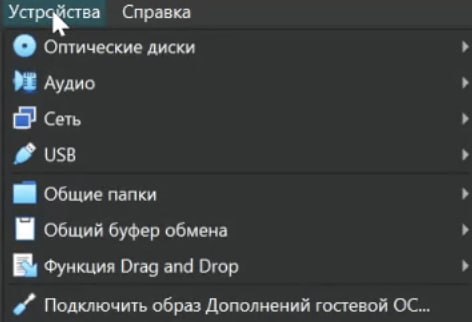 Устройства Справка
Оптические диски
Аудио
Сеть
USB
Общие папки
Общий буфер обмена
Функция Drag and Drop
Подключить образ Дополнений гостевой ОС...